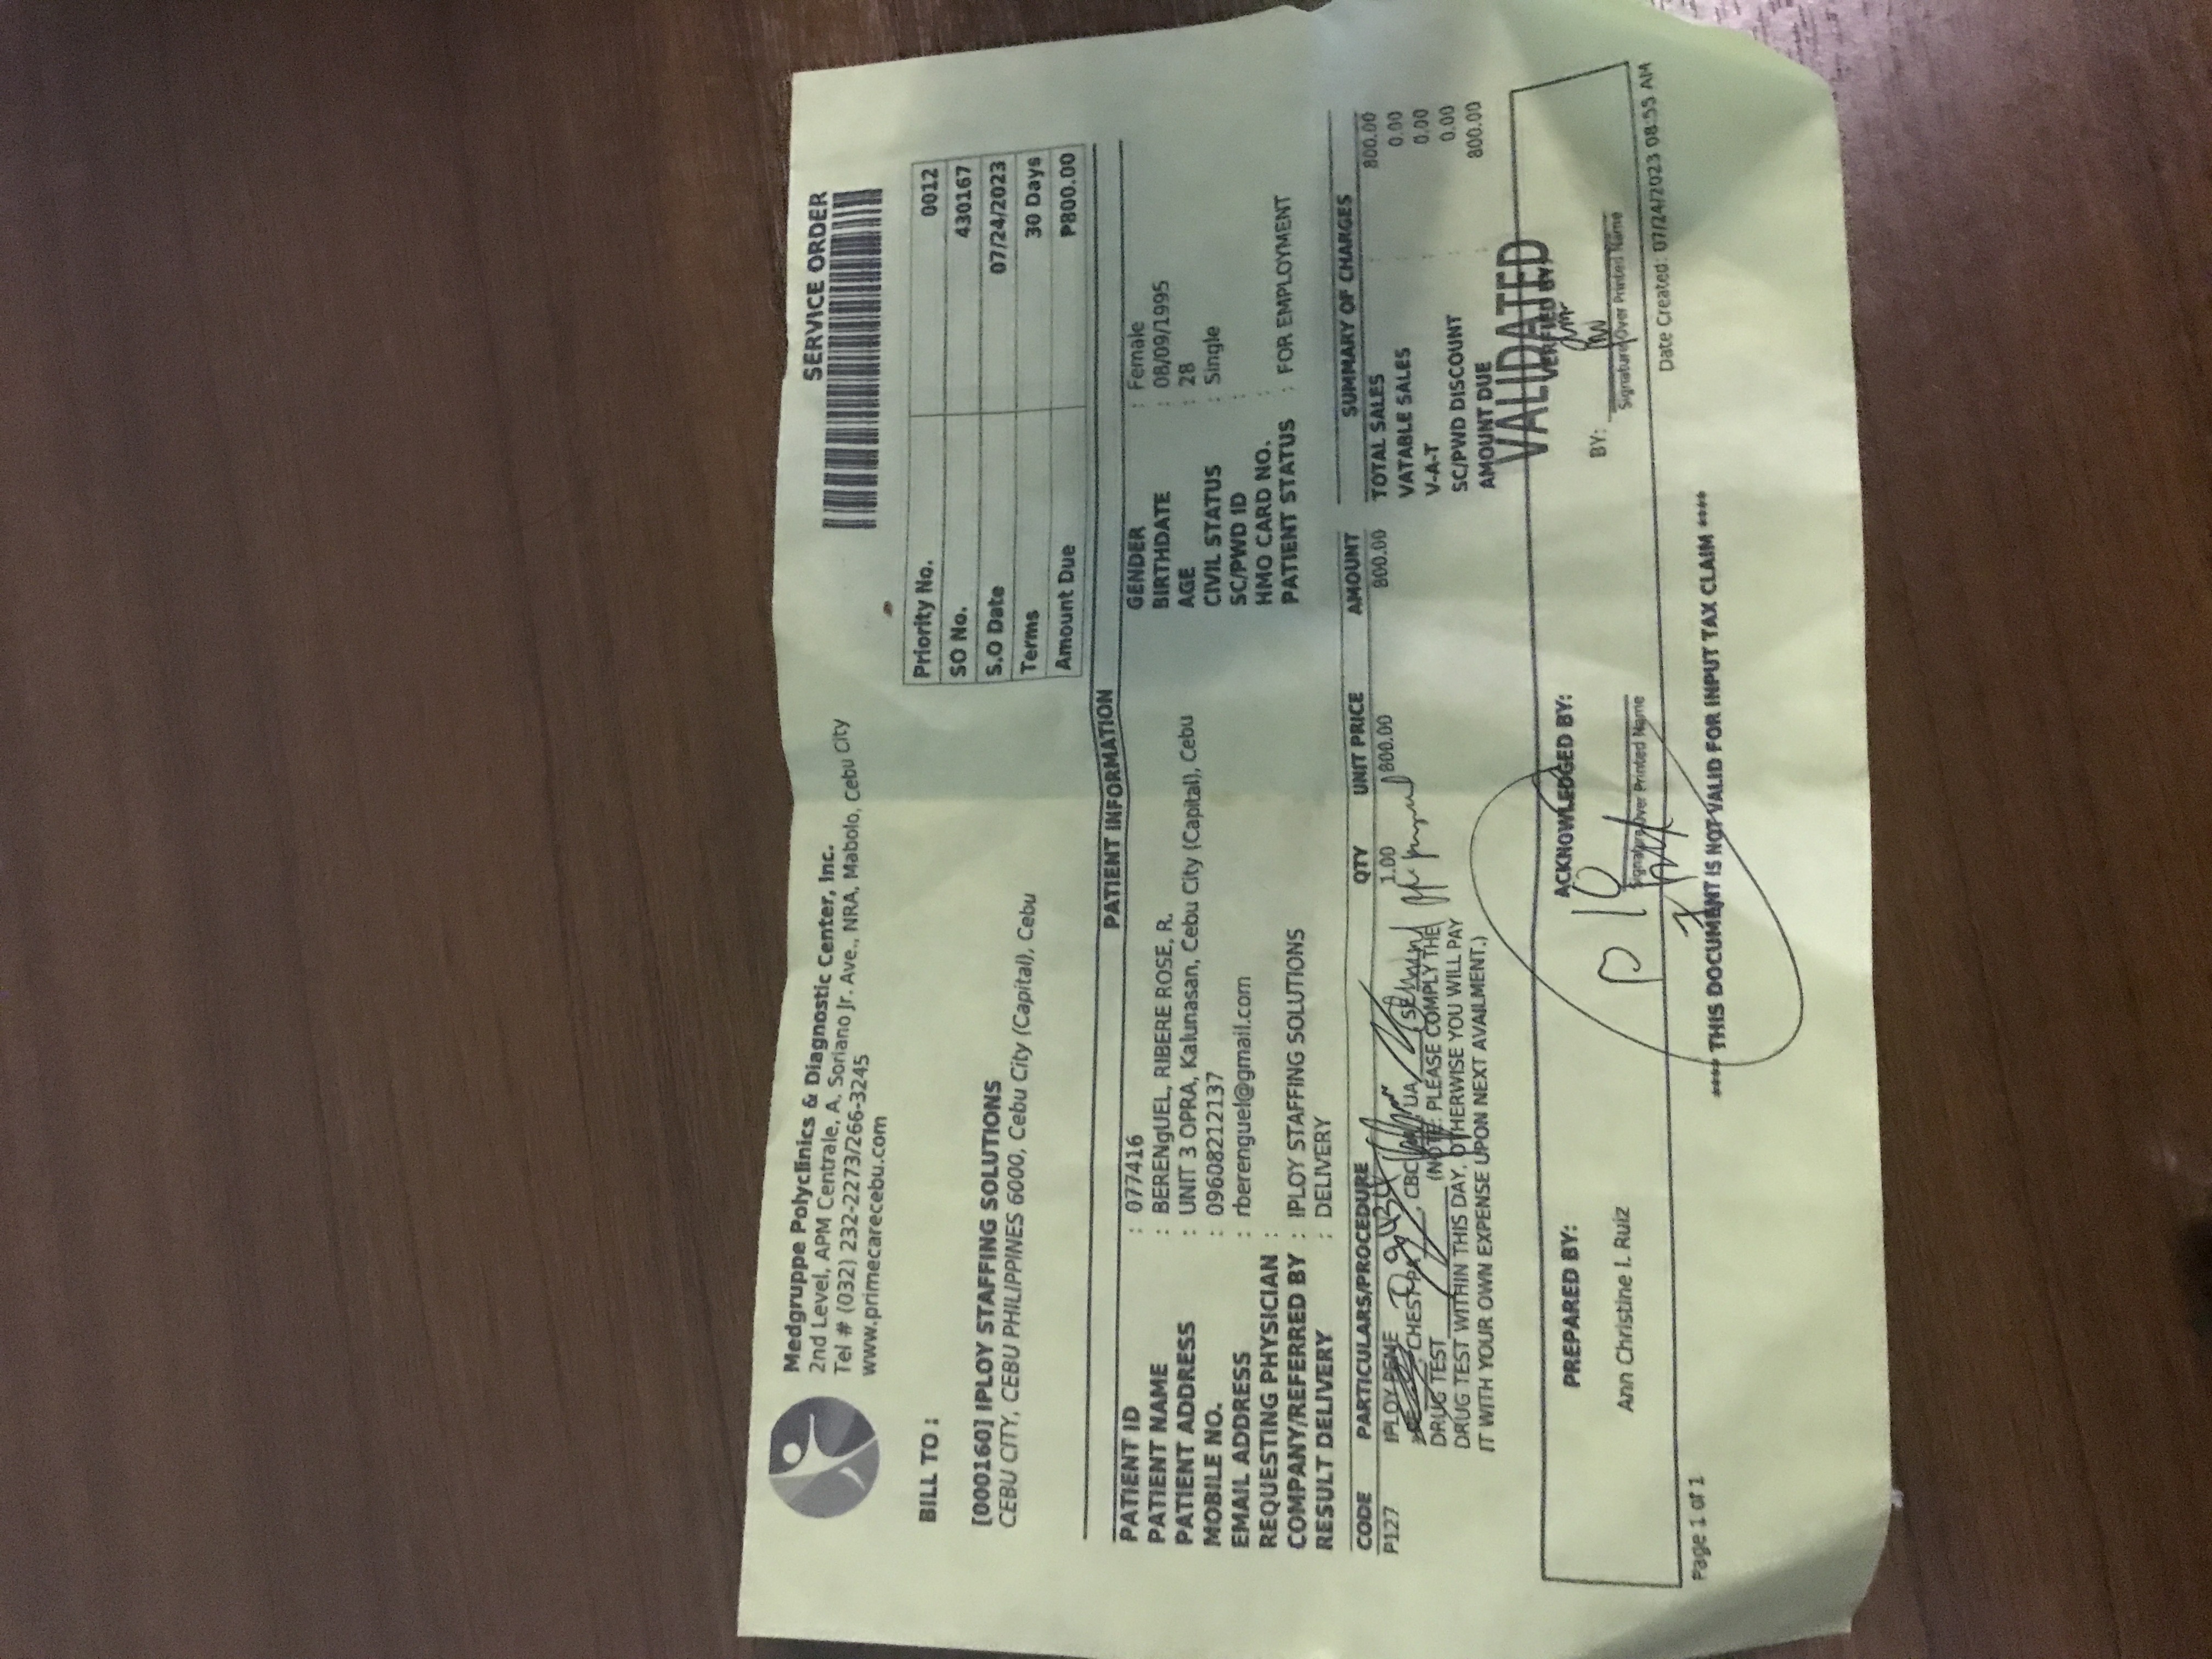 SERVICE ORDER
Medgruppe Polyclinics & Diagnostic Center, Inc.
2nd Level, APM Centrale, A. Soriano Jr. Ave., NRA, Mabolo, Cebu City
Tel # (032) 232-2273/266-3245
www.primecarecebu.com
BILL TO :
[000160] IPLOY STAFFING SOLUTIONS
CEBU CITY, CEBU PHILIPPINES 6000, Cebu City (Capital), Cebu
Priority No. 0012
SO No. 430167
S.O Date 07/24/2023
Terms 30 Days
Amount Due P800.00
PATIENT INFORMATION
PATIENT ID : 077416
PATIENT NAME : BERENgUEL, RIBERE ROSE, R.
PATIENT ADDRESS : UNIT 3 OPRA, Kalunasan, Cebu City (Capital), Cebu
MOBILE NO. : 09608212137
EMAIL ADDRESS : rberenguel@gmail.com
REQUESTING PHYSICIAN :
COMPANY/REFERRED BY : IPLOY STAFFING SOLUTIONS
RESULT DELIVERY : DELIVERY
GENDER : Female
BIRTHDATE : 08/09/1995
AGE : 28
CIVIL STATUS : Single
SC/PWD ID :
HMO CARD NO. :
PATIENT STATUS : FOR EMPLOYMENT
CODE PARTICULARS/PROCEDURE QTY UNIT PRICE AMOUNT
P127 IPLOY 1.00 800.00 800.00
CHEST PA, CBC, UA,
DRUG TEST (NOTE: PLEASE COMPLY THE
DRUG TEST WITHIN THIS DAY. OTHERWISE YOU WILL PAY
IT WITH YOUR OWN EXPENSE UPON NEXT AVAILMENT.)
SUMMARY OF CHARGES
TOTAL SALES 800.00
VATABLE SALES 0.00
V-A-T 0.00
SC/PWD DISCOUNT 0.00
AMOUNT DUE 800.00
VALIDATED
PREPARED BY:
Ann Christine I. Ruiz
ACKNOWLEDGED BY:
Signature Over Printed Name
VERIFIED BY:
BY:
Signature Over Printed Name
Page 1 of 1
Date Created: 07/24/2023 08:55 AM
**** THIS DOCUMENT IS NOT VALID FOR INPUT TAX CLAIM ****